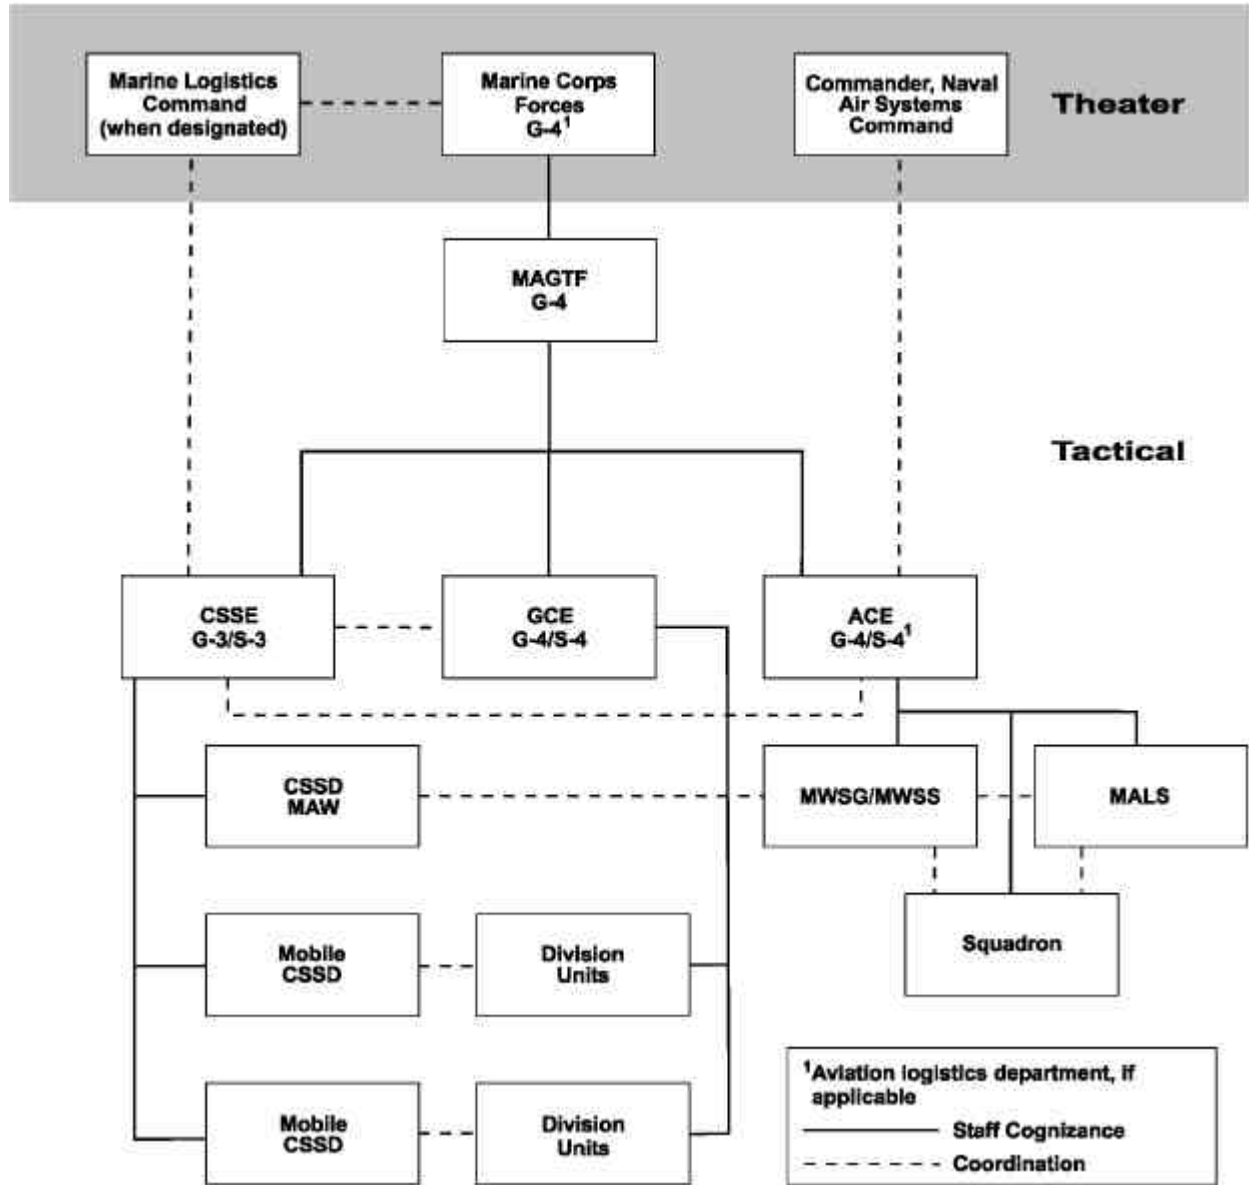 Marine Logistics
Command
(when designated)
Marine Corps
Forces
G-4¹
Commander, Naval
Air Systems
Command
Theater
MAGTF
G-4
Tactical
CSSE
G-3/S-3
GCE
G-4/S-4
ACE
G-4/S-4¹
CSSD
MAW
MWSG/MWSS
MALS
Mobile
CSSD
Division
Units
Squadron
Mobile
CSSD
Division
Units
¹Aviation logistics department, if
applicable
Staff Cognizance
Coordination